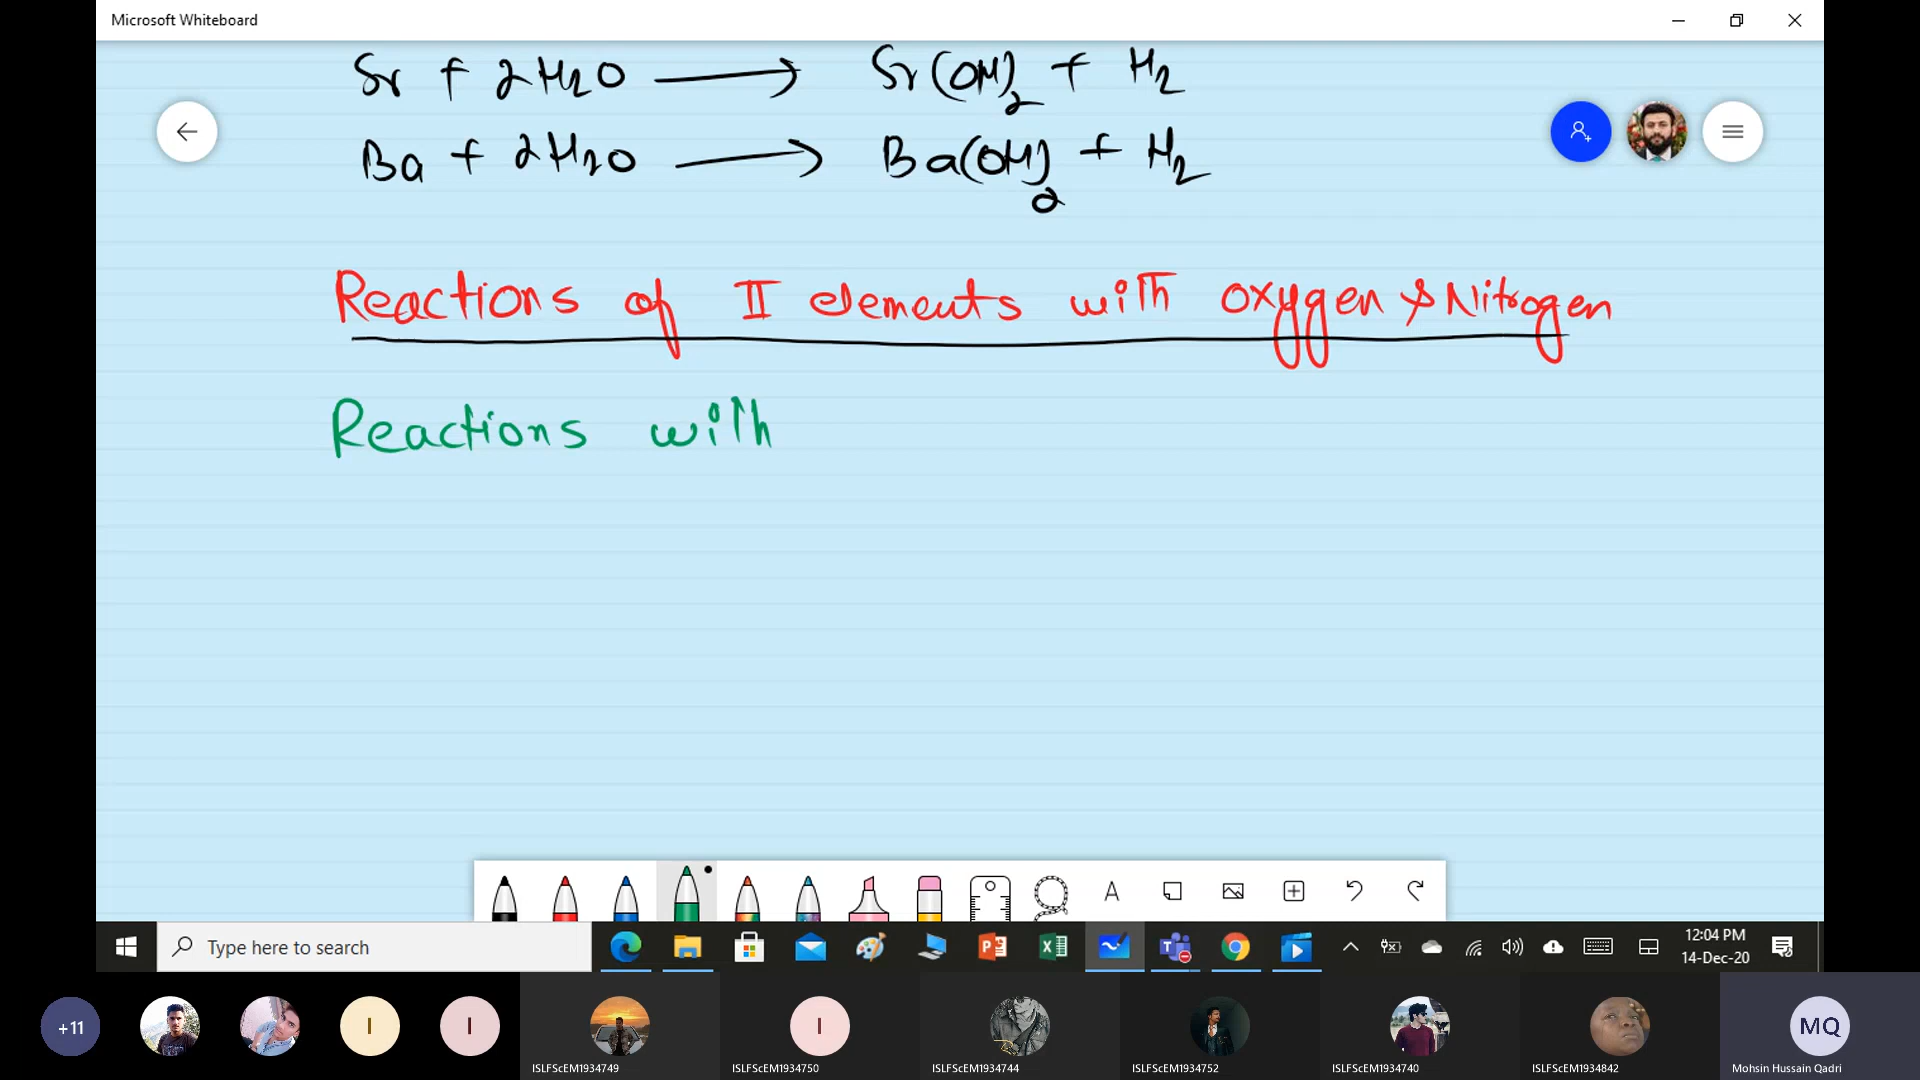 Microsoft Whiteboard
Sr + 2H2O ⟶ Sr(OH)2 + H2
Ba + 2H2O ⟶ Ba(OH)2 + H2
Reactions of II elements with oxygen & Nitrogen
Reactions with
A
Type here to search
12:04 PM
14-Dec-20
+11
I
I
I
MQ
ISLFScEM1934749
ISLFScEM1934750
ISLFScEM1934744
ISLFScEM1934752
ISLFScEM1934740
ISLFScEM1934842
Mohsin Hussain Qadri